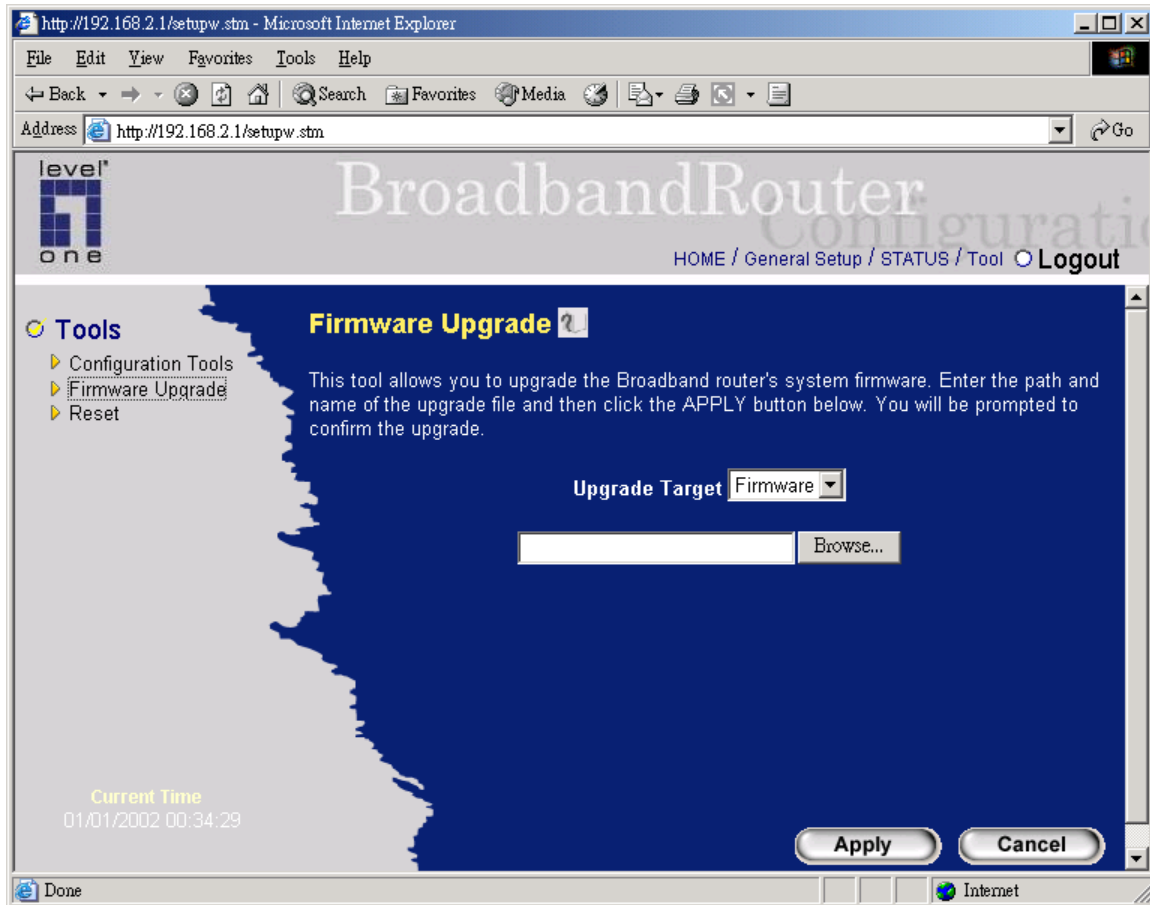 http://192.168.2.1/setupw.stm - Microsoft Internet Explorer
File Edit View Favorites Tools Help
Back Search Favorites Media
Address http://192.168.2.1/setupw.stm Go
level
one
BroadbandRouter
Configurati
HOME / General Setup / STATUS / Tool Logout
Tools
Configuration Tools
Firmware Upgrade
Reset
Current Time
01/01/2002 00:34:29
Firmware Upgrade
This tool allows you to upgrade the Broadband router's system firmware. Enter the path and
name of the upgrade file and then click the APPLY button below. You will be prompted to
confirm the upgrade.
Upgrade Target Firmware
Browse...
Apply Cancel
Done Internet